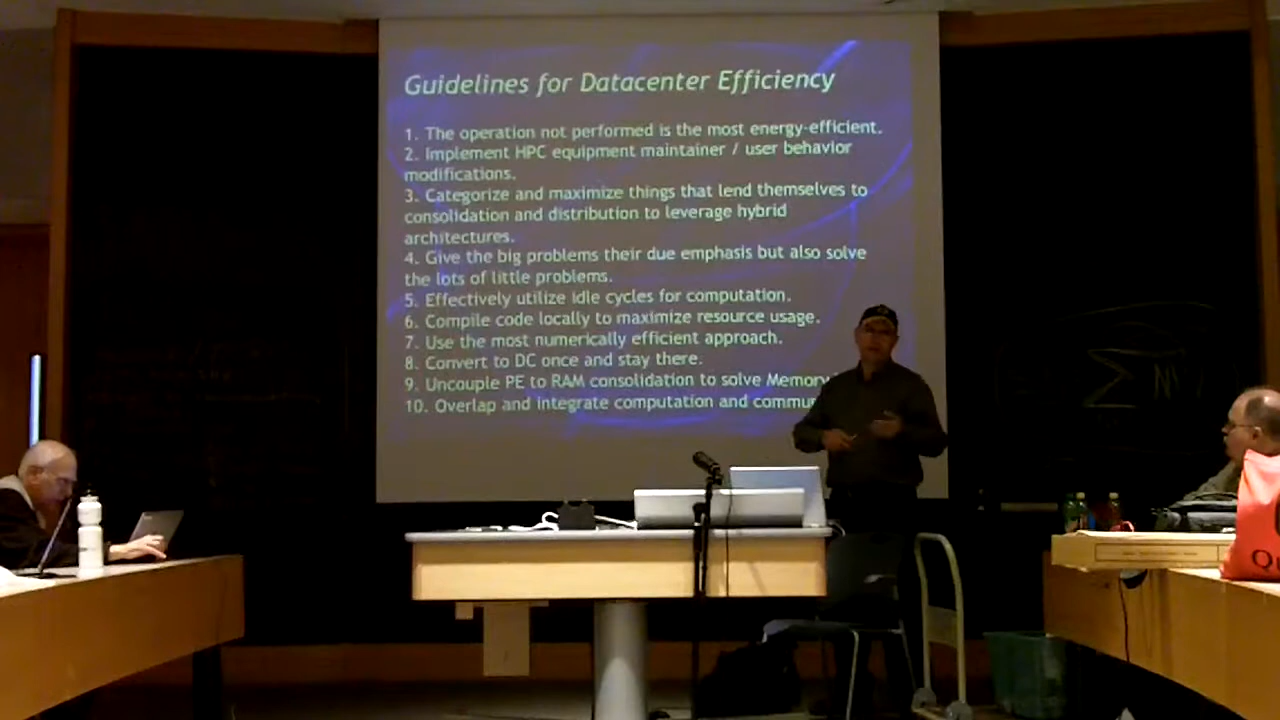 Guidelines for Datacenter Efficiency
1. The operation not performed is the most energy-efficient.
2. Implement HPC equipment maintainer / user behavior
modifications.
3. Categorize and maximize things that lend themselves to
consolidation and distribution to leverage hybrid
architectures.
4. Give the big problems their due emphasis but also solve
the lots of little problems.
5. Effectively utilize idle cycles for computation.
6. Compile code locally to maximize resource usage.
7. Use the most numerically efficient approach.
8. Convert to DC once and stay there.
9. Uncouple PE to RAM consolidation to solve Memory
10. Overlap and integrate computation and commu